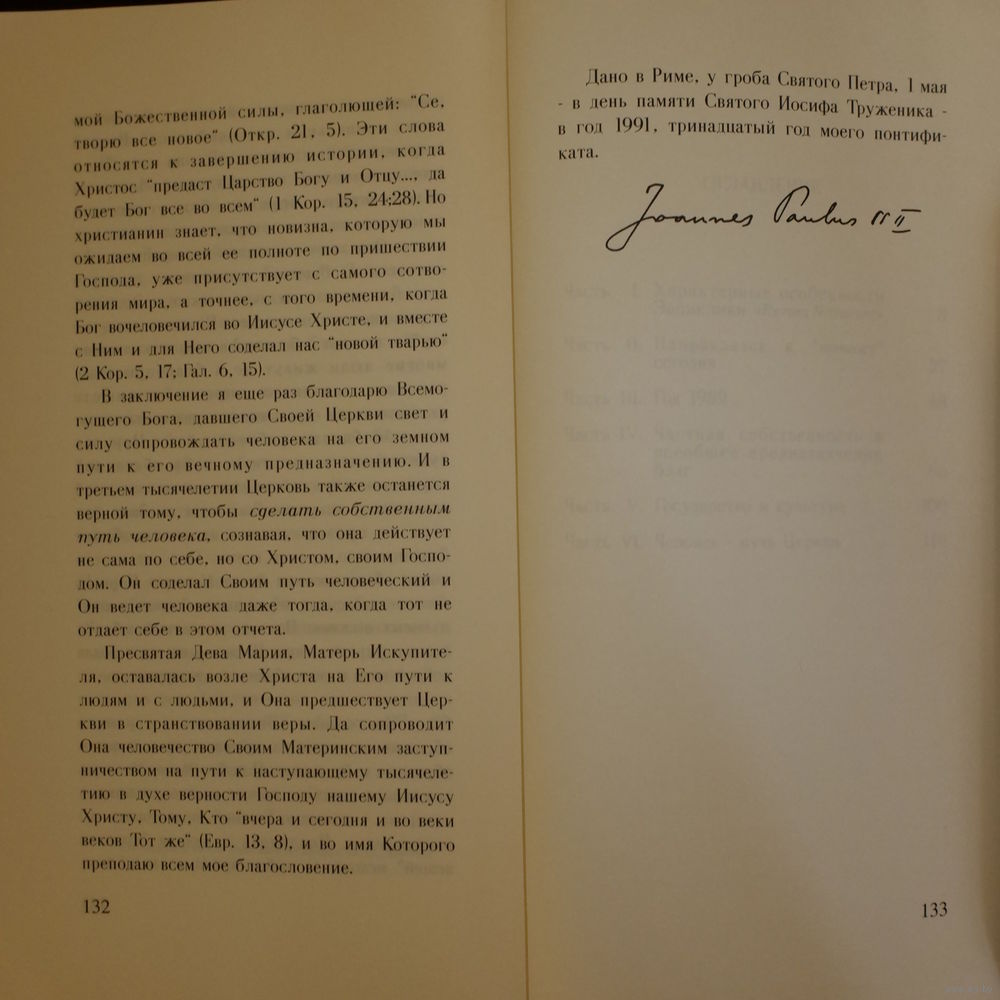 мой Божественной силы, глаголющей: "Се,
творю все новое" (Откр. 21, 5). Эти слова
относятся к завершению истории, когда
Христос "предаст Царство Богу и Отцу..., да
будет Бог все во всем" (1 Кор. 15, 24:28). Но
христианин знает, что новизна, которую мы
ожидаем во всей ее полноте по пришествии
Господа, уже присутствует с самого сотво-
рения мира, а точнее, с того времени, когда
Бог вочеловечился во Иисусе Христе, и вместе
с Ним и для Него соделал нас "новой тварью"
(2 Кор. 5, 17; Гал. 6, 15).
В заключение я еще раз благодарю Всемо-
гущего Бога, давшего Своей Церкви свет и
силу сопровождать человека на его земном
пути к его вечному предназначению. И в
третьем тысячелетии Церковь также останется
верной тому, чтобы сделать собственным
путь человека, сознавая, что она действует
не сама по себе, но со Христом, своим Госпо-
дом. Он соделал Своим путь человеческий и
Он ведет человека даже тогда, когда тот не
отдает себе в этом отчета.
Пресвятая Дева Мария, Матерь Искупите-
ля, оставалась возле Христа на Его пути к
людям и с людьми, и Она предшествует Цер-
кви в странствовании веры. Да сопроводит
Она человечество Своим Материнским заступ-
ничеством на пути к наступающему тысячеле-
тию в духе верности Господу нашему Иисусу
Христу, Тому, Кто "вчера и сегодня и во веки
веков Тот же" (Евр. 13, 8), и во имя Которого
преподаю всем мое благословение.
132
Дано в Риме, у гроба Святого Петра, 1 мая
- в день памяти Святого Иосифа Труженика -
в год 1991, тринадцатый год моего понтифи-
ката.
Joannes Paulus PP II
133